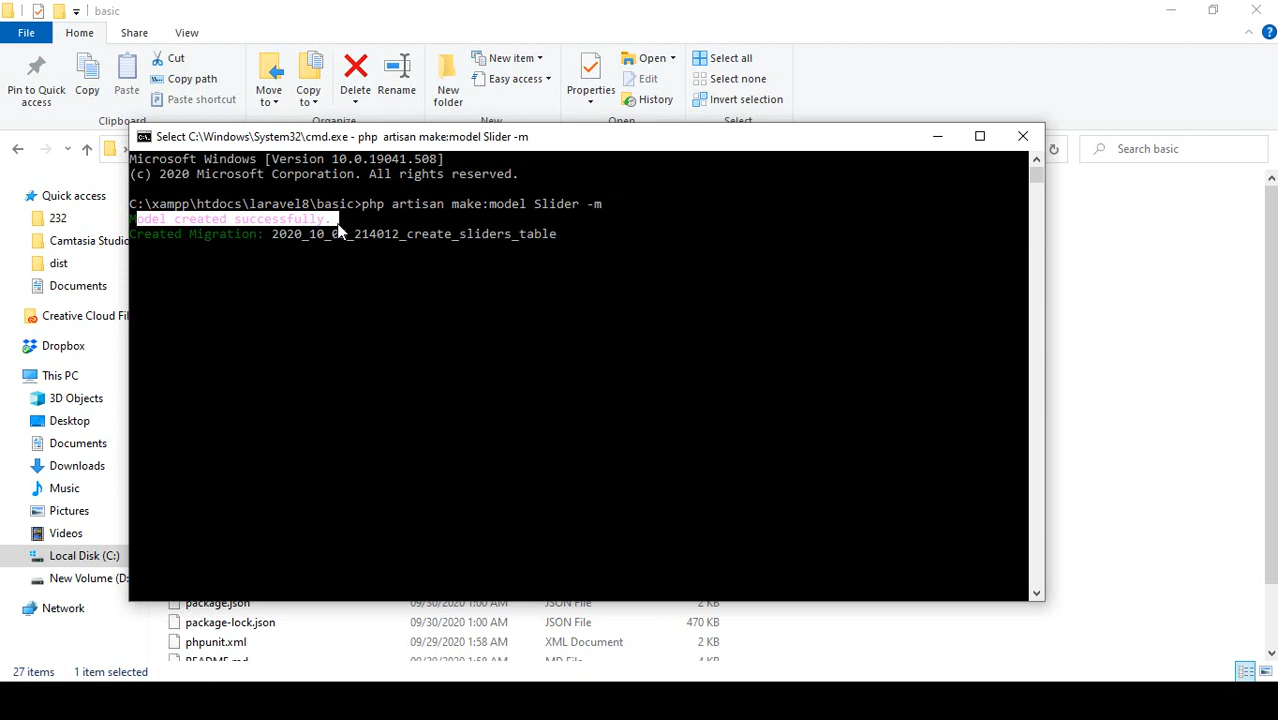 basic
File
Home
Share
View
Pin to Quick access
Copy
Paste
Cut
Copy path
Paste shortcut
Clipboard
Move to
Copy to
Delete
Rename
Organize
New folder
New item
Easy access
New
Properties
Open
Edit
History
Open
Select all
Select none
Invert selection
Select
Select C:\Windows\System32\cmd.exe - php artisan make:model Slider -m
Search basic
Microsoft Windows [Version 10.0.19041.508]
(c) 2020 Microsoft Corporation. All rights reserved.
C:\xampp\htdocs\laravel8\basic>php artisan make:model Slider -m
Model created successfully.
Created Migration: 2020_10_0 _214012_create_sliders_table
Quick access
232
Camtasia Studio
dist
Documents
Creative Cloud Fil
Dropbox
This PC
3D Objects
Desktop
Documents
Downloads
Music
Pictures
Videos
Local Disk (C:)
New Volume (D:
Network
package.json 09/30/2020 1:00 AM JSON File 2 KB
package-lock.json 09/30/2020 1:00 AM JSON File 470 KB
phpunit.xml 09/29/2020 1:58 AM XML Document 2 KB
README.md 1:58 AM MD File 4 KB
27 items 1 item selected